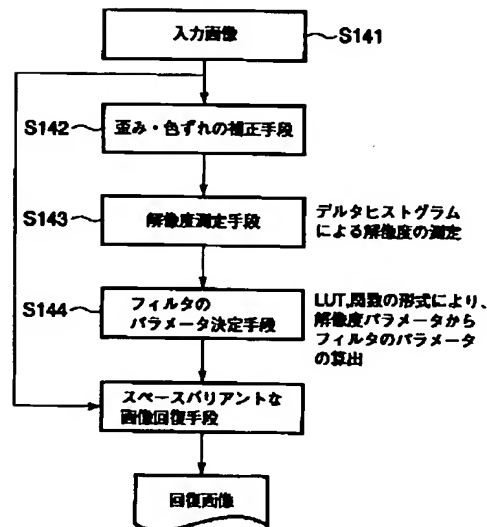 入力画像
S141
S142
歪み・色ずれの補正手段
S143
解像度測定手段
デルタヒストグラム
による解像度の測定
S144
フィルタの
パラメータ決定手段
LUT,関数の形式により、
解像度パラメータから
フィルタのパラメータ
の算出
スペースバリアントな
画像回復手段
回復画像